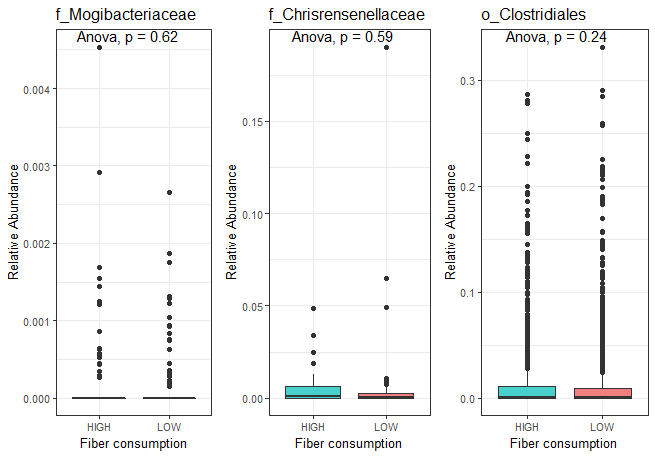 f_Mogibacteriaceae
Anova, p = 0.62
Relative Abundance
0.004
0.003
0.002
0.001
0.000
HIGH LOW
Fiber consumption
f_Chrisrensenellaceae
Anova, p = 0.59
Relative Abundance
0.15
0.10
0.05
0.00
HIGH LOW
Fiber consumption
o_Clostridiales
Anova, p = 0.24
Relative Abundance
0.3
0.2
0.1
0.0
HIGH LOW
Fiber consumption